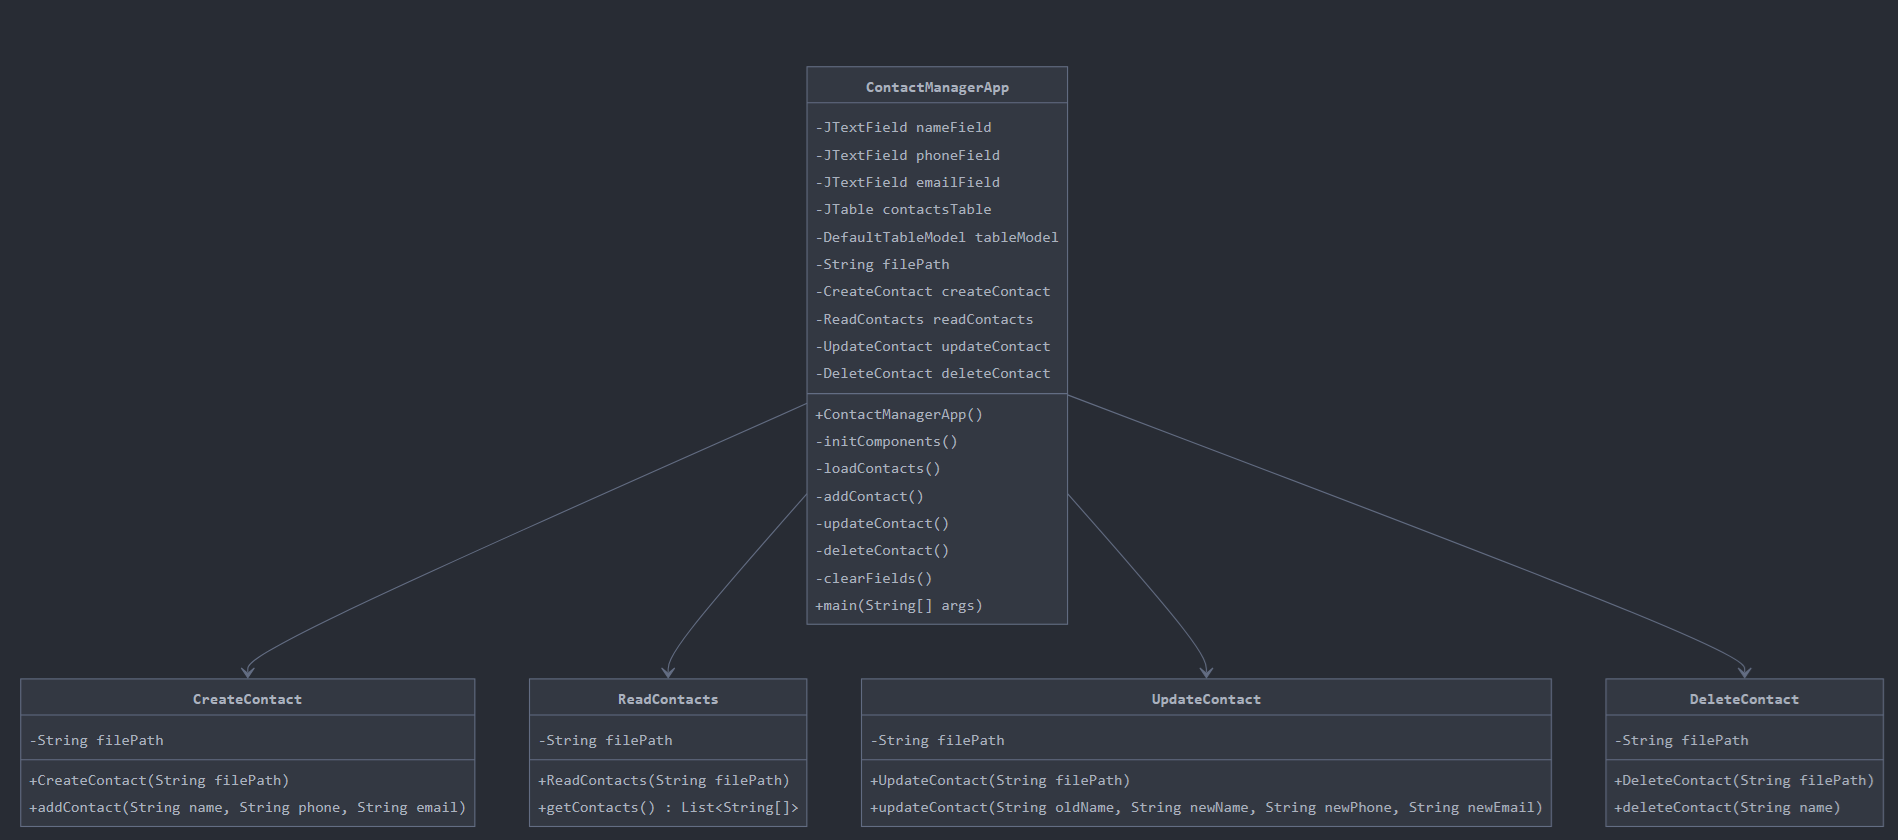 ContactManagerApp
-JTextField nameField
-JTextField phoneField
-JTextField emailField
-JTable contactsTable
-DefaultTableModel tableModel
-String filePath
-CreateContact createContact
-ReadContacts readContacts
-UpdateContact updateContact
-DeleteContact deleteContact
+ContactManagerApp()
-initComponents()
-loadContacts()
-addContact()
-updateContact()
-deleteContact()
-clearFields()
+main(String[] args)
CreateContact
-String filePath
+CreateContact(String filePath)
+addContact(String name, String phone, String email)
ReadContacts
-String filePath
+ReadContacts(String filePath)
+getContacts() : List<String[]>
UpdateContact
-String filePath
+UpdateContact(String filePath)
+updateContact(String oldName, String newName, String newPhone, String newEmail)
DeleteContact
-String filePath
+DeleteContact(String filePath)
+deleteContact(String name)